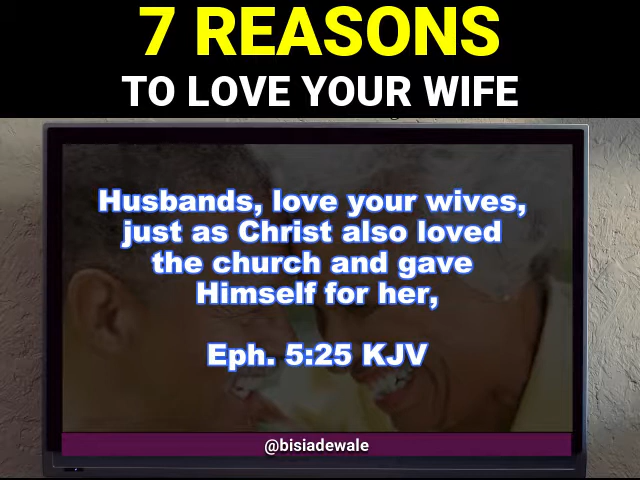 7 REASONS
TO LOVE YOUR WIFE
Husbands, love your wives,
just as Christ also loved
the church and gave
Himself for her,
Eph. 5:25 KJV
@bisiadewale